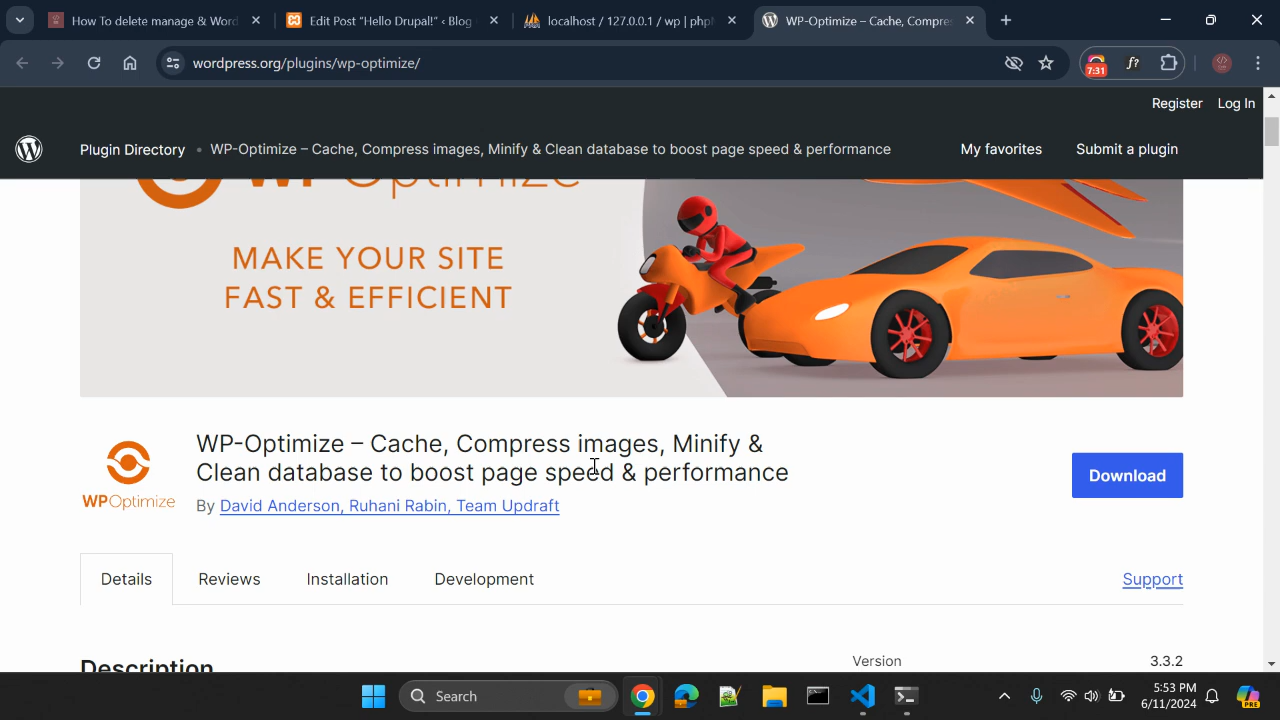 How To delete manage & Word
Edit Post “Hello Drupal!” ‹ Blog
localhost / 127.0.0.1 / wp | php
WP-Optimize – Cache, Compres
wordpress.org/plugins/wp-optimize/
7:31
f?
Register Log In
Plugin Directory • WP-Optimize – Cache, Compress images, Minify & Clean database to boost page speed & performance My favorites Submit a plugin
WP Optimize
MAKE YOUR SITE
FAST & EFFICIENT
WPOptimize
WP-Optimize – Cache, Compress images, Minify &
Clean database to boost page speed & performance
By David Anderson, Ruhani Rabin, Team Updraft
Download
Details Reviews Installation Development Support
Description
Version 3.3.2
Search
PRE
5:53 PM
6/11/2024